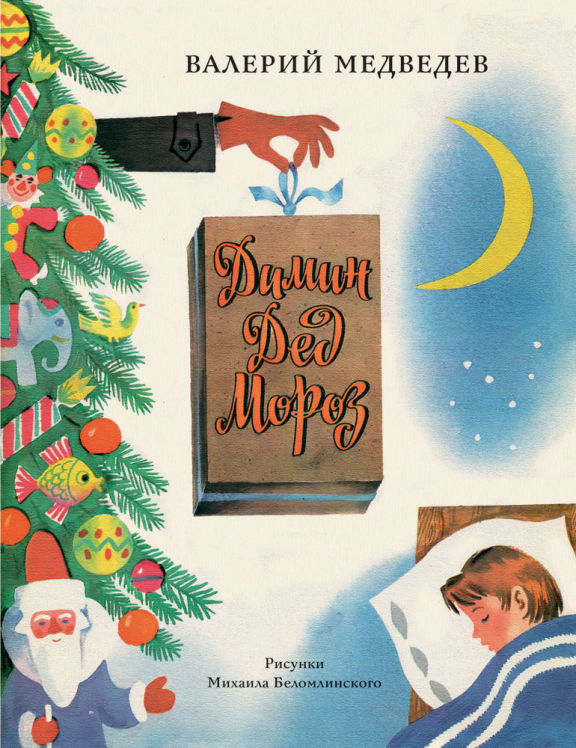 ВАЛЕРИЙ МЕДВЕДЕВ
Димин
Дед
Мороз
Рисунки
Михаила Беломлинского